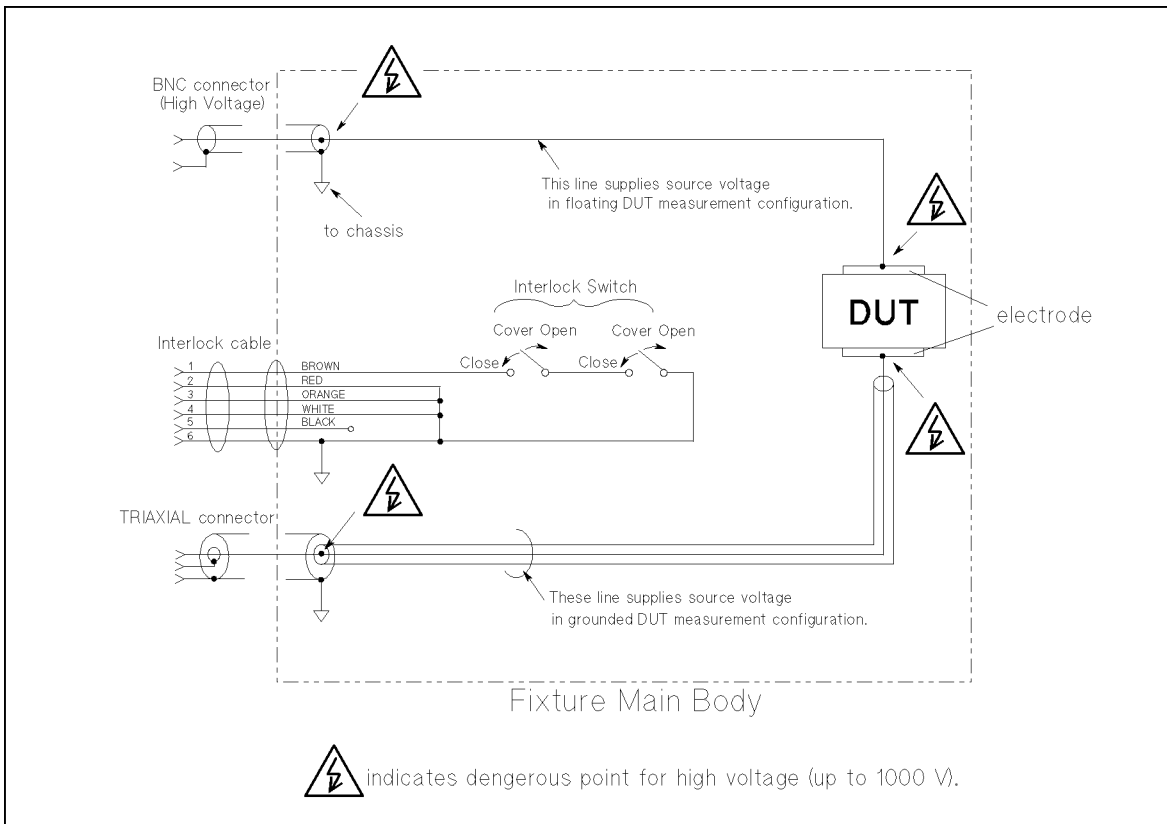 BNC connector
(High Voltage)
This line supplies source voltage
in floating DUT measurement configuration.
to chassis
Interlock Switch
Cover Open
Cover Open
Close
Close
DUT
electrode
Interlock cable
1
BROWN
2
RED
3
ORANGE
4
WHITE
5
BLACK
6
TRIAXIAL connector
These line supplies source voltage
in grounded DUT measurement configuration.
Fixture Main Body
indicates dengerous point for high voltage (up to 1000 V).